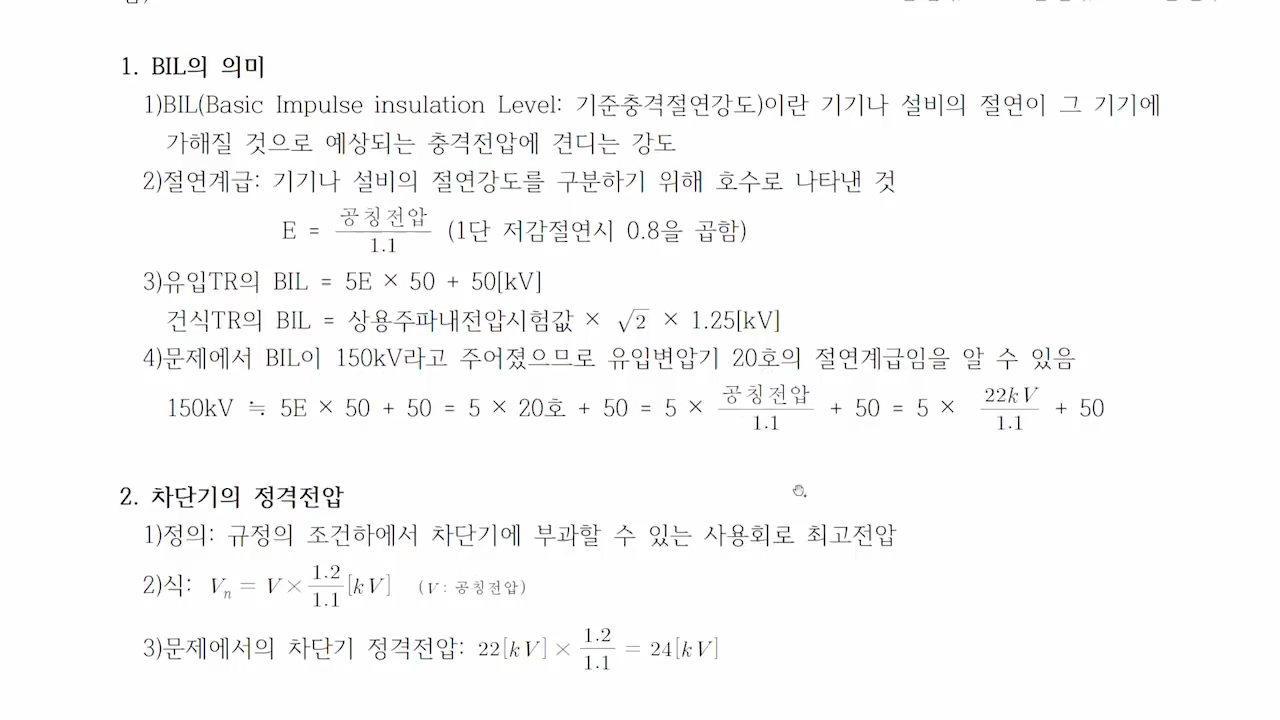 1. BIL의 의미
1)BIL(Basic Impulse insulation Level: 기준충격절연강도)이란 기기나 설비의 절연이 그 기기에
가해질 것으로 예상되는 충격전압에 견디는 강도
2)절연계급: 기기나 설비의 절연강도를 구분하기 위해 호수로 나타낸 것
E = 공칭전압/1.1 (1단 저감절연시 0.8을 곱함)
3)유입TR의 BIL = 5E × 50 + 50[kV]
건식TR의 BIL = 상용주파내전압시험값 × √2 × 1.25[kV]
4)문제에서 BIL이 150kV라고 주어졌으므로 유입변압기 20호의 절연계급임을 알 수 있음
150kV ≒ 5E × 50 + 50 = 5 × 20호 + 50 = 5 × 공칭전압/1.1 + 50 = 5 × 22kV/1.1 + 50
2. 차단기의 정격전압
1)정의: 규정의 조건하에서 차단기에 부과할 수 있는 사용회로 최고전압
2)식: Vn = V × 1.2/1.1 [kV] (V : 공칭전압)
3)문제에서의 차단기 정격전압: 22[kV] × 1.2/1.1 = 24[kV]